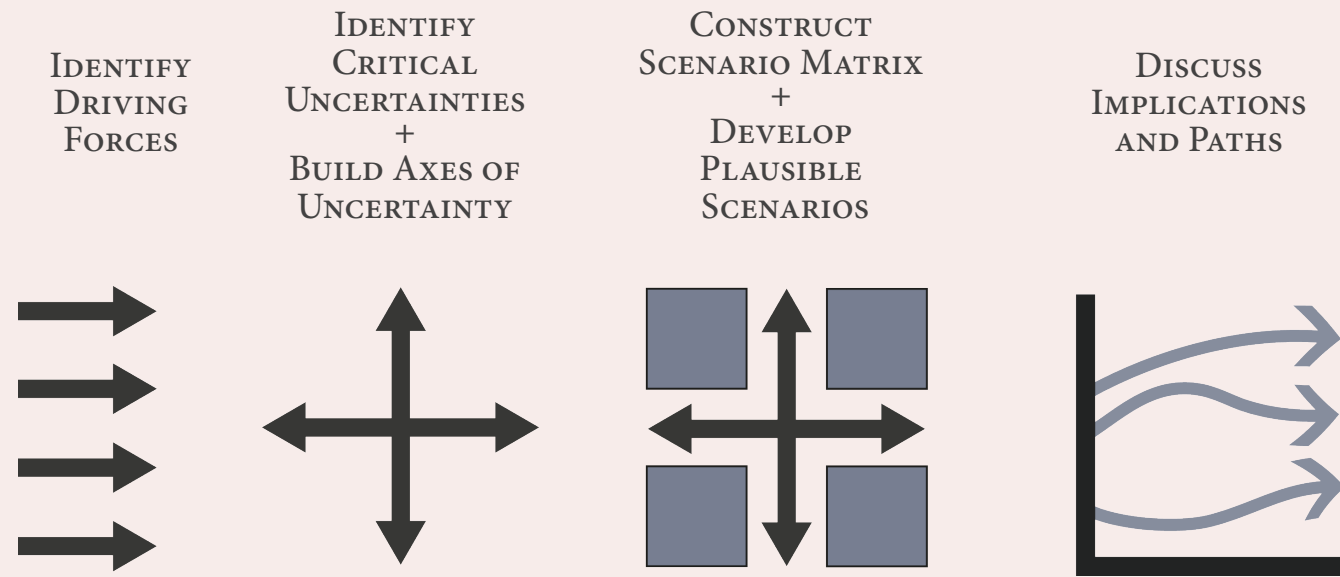 Identify
Driving
Forces
Identify
Critical
Uncertainties
+
Build Axes of
Uncertainty
Construct
Scenario Matrix
+
Develop
Plausible
Scenarios
Discuss
Implications
and Paths